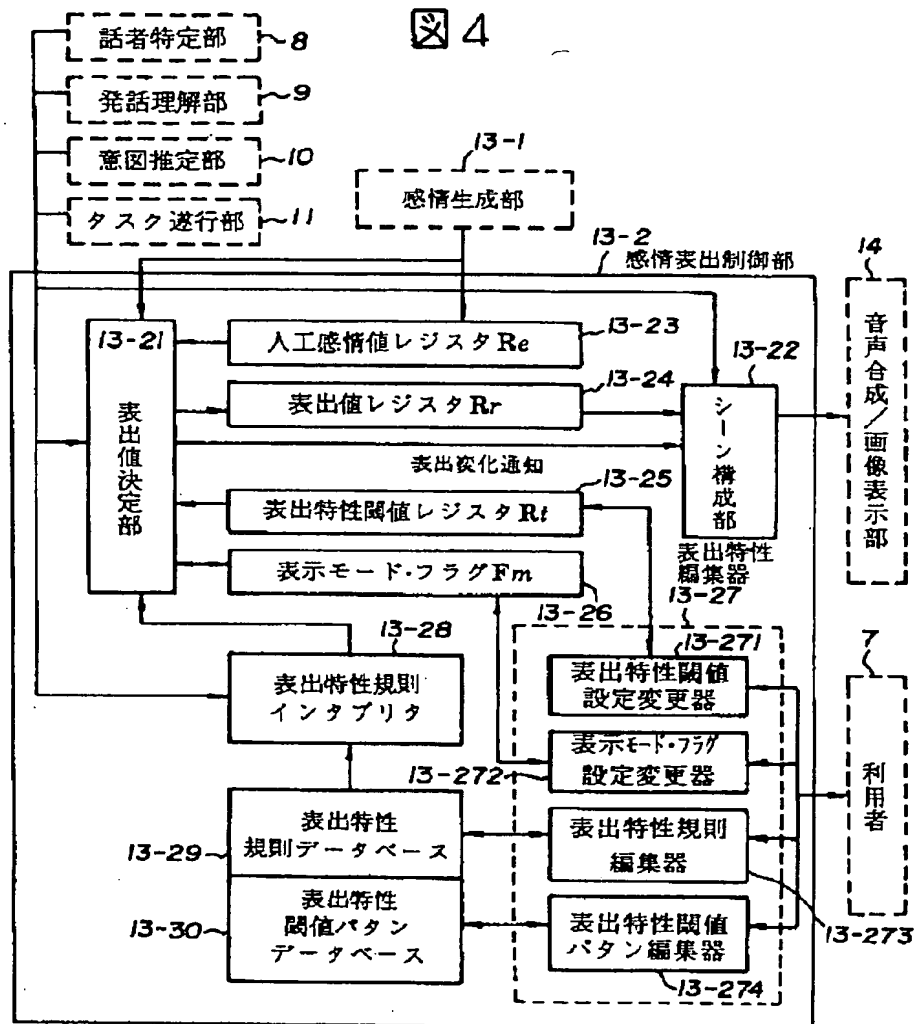 図4
話者特定部
8
発話理解部
9
意図推定部
10
タスク遂行部
11
13-1
感情生成部
13-2
感情表出制御部
14
音声合成/画像表示部
13-21
表出値決定部
人工感情値レジスタRe
13-23
13-22
シーン構成部
表出値レジスタRr
13-24
表出変化通知
13-25
表出特性閾値レジスタRt
表示モード・フラグFm
13-26
表出特性
編集器
13-27
13-28
表出特性規則
インタプリタ
13-271
表出特性閾値
設定変更器
7
利用者
表示モード・フラグ
設定変更器
13-272
表出特性
規則データベース
13-29
表出特性規則
編集器
13-273
表出特性
閾値パタン
データベース
13-30
表出特性閾値
パタン編集器
13-274